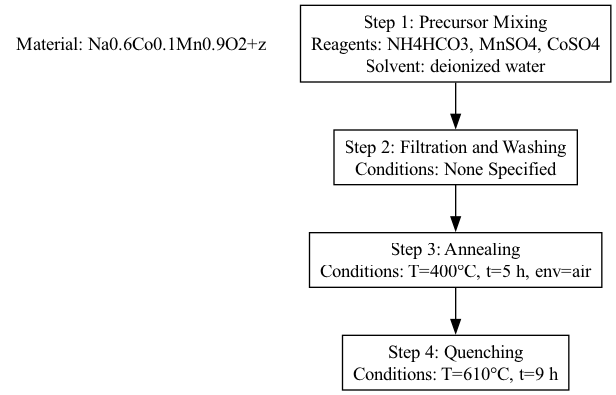 Material: Na0.6Co0.1Mn0.9O2+z
Step 1: Precursor Mixing
Reagents: NH4HCO3, MnSO4, CoSO4
Solvent: deionized water
Step 2: Filtration and Washing
Conditions: None Specified
Step 3: Annealing
Conditions: T=400°C, t=5 h, env=air
Step 4: Quenching
Conditions: T=610°C, t=9 h